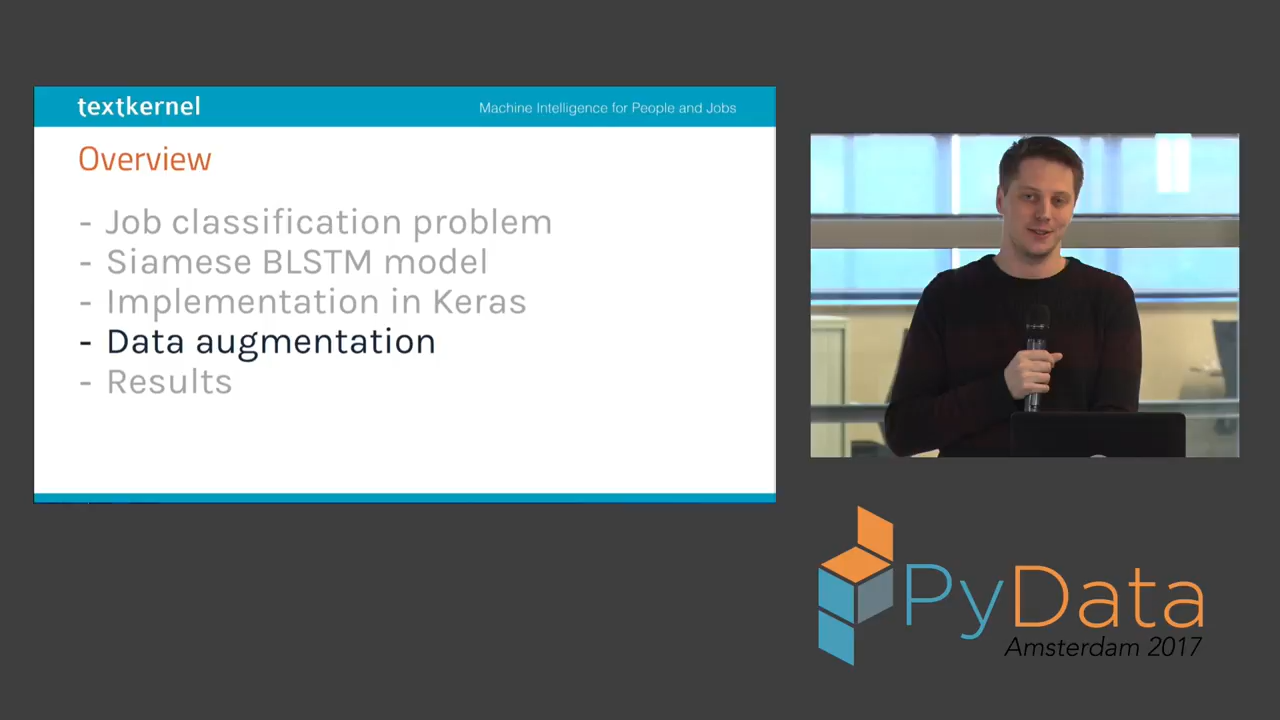 textkernel
Machine Intelligence for People and Jobs
Overview
- Job classification problem
- Siamese BLSTM model
- Implementation in Keras
- Data augmentation
- Results
PyData
Amsterdam 2017